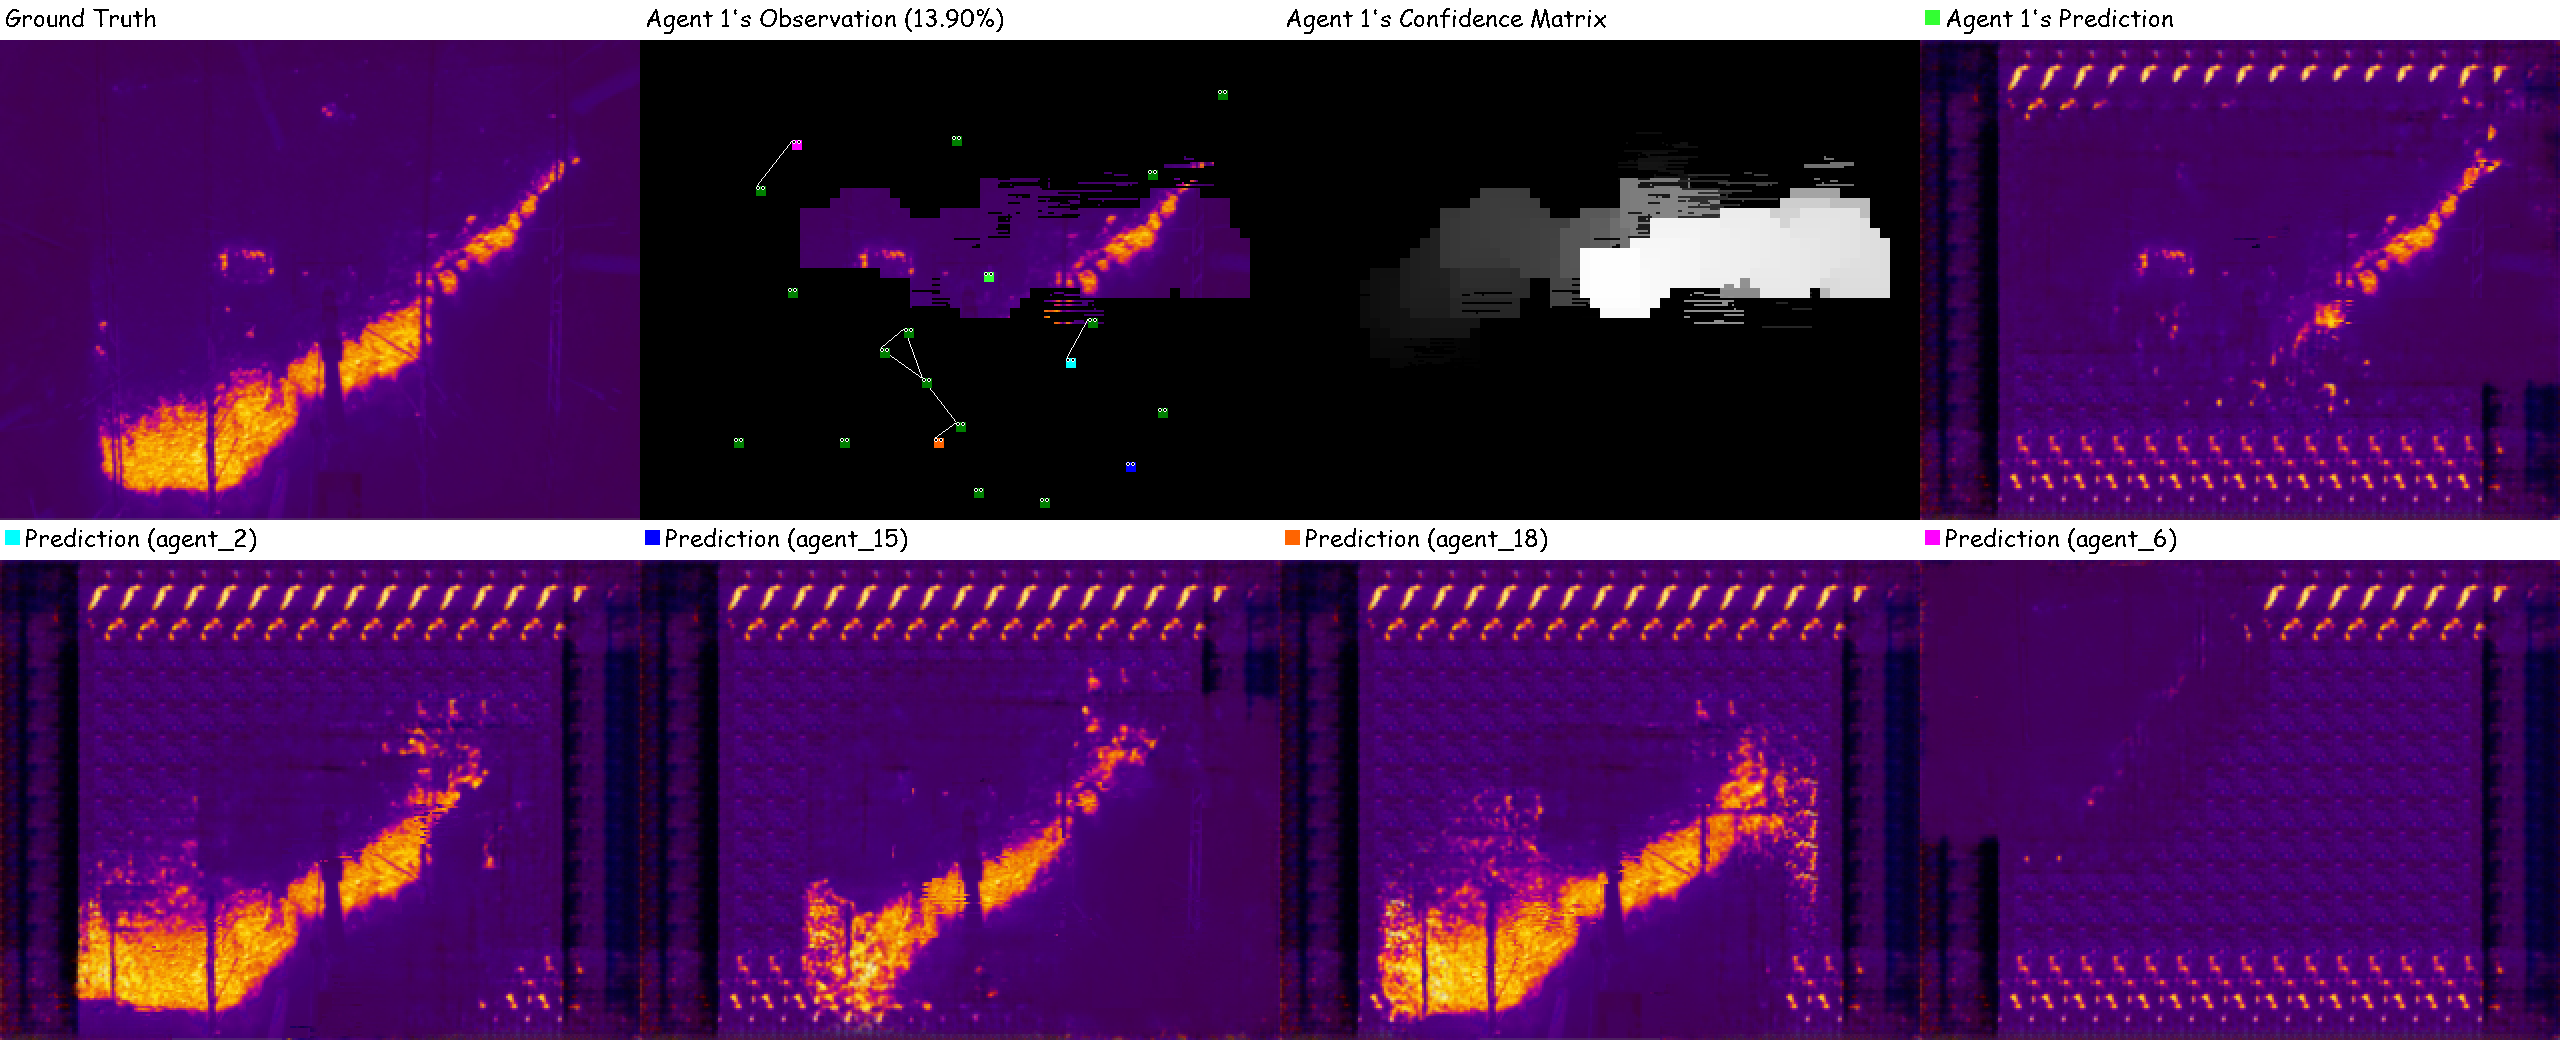 Ground Truth
Agent 1's Observation (13.90%)
Agent 1's Confidence Matrix
Agent 1's Prediction
Prediction (agent_2)
Prediction (agent_15)
Prediction (agent_18)
Prediction (agent_6)